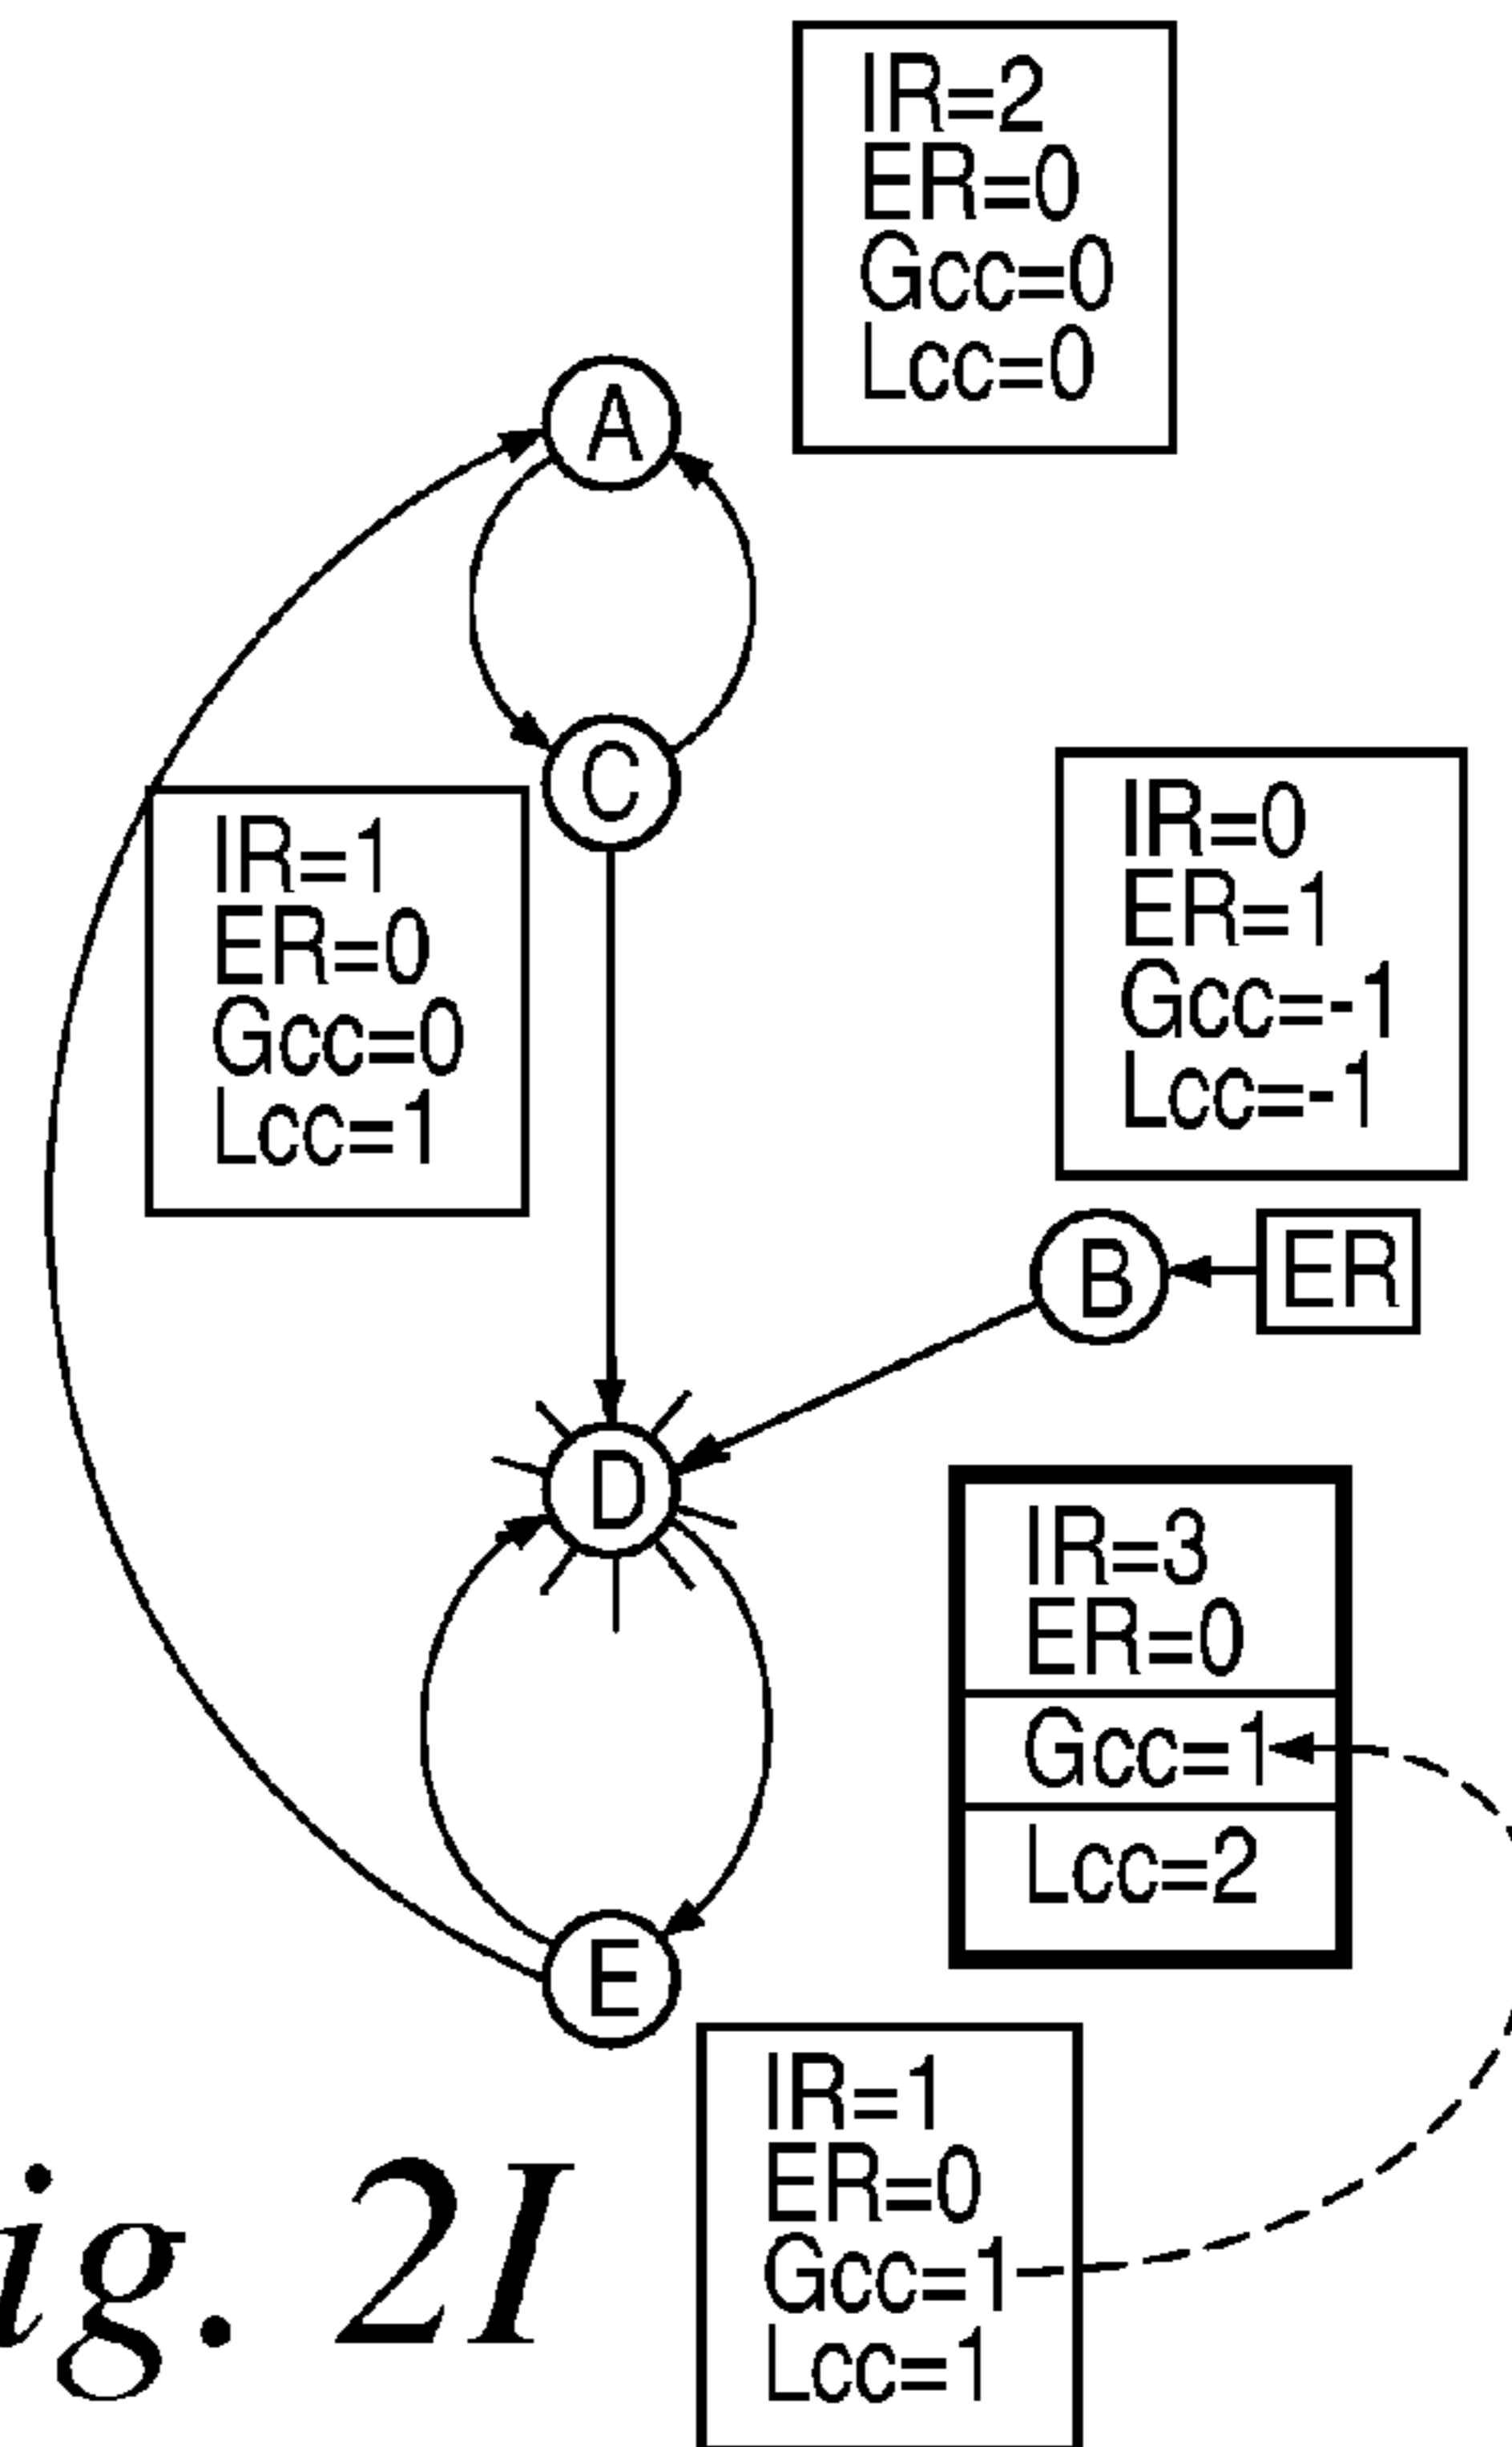 IR=2
ER=0
Gcc=0
Lcc=0
A
C
IR=1
ER=0
Gcc=0
Lcc=1
IR=0
ER=1
Gcc=-1
Lcc=-1
B
ER
D
IR=3
ER=0
Gcc=1
Lcc=2
E
IR=1
ER=0
Gcc=1
Lcc=1
ig. 2I